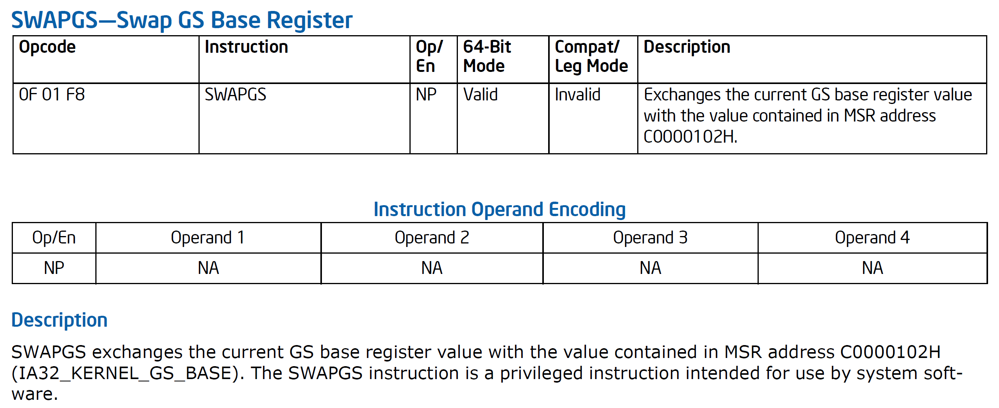 SWAPGS—Swap GS Base Register
Opcode Instruction Op/ 64-Bit Compat/ Description
En Mode Leg Mode
0F 01 F8 SWAPGS NP Valid Invalid Exchanges the current GS base register value
with the value contained in MSR address
C0000102H.
Instruction Operand Encoding
Op/En Operand 1 Operand 2 Operand 3 Operand 4
NP NA NA NA NA
Description
SWAPGS exchanges the current GS base register value with the value contained in MSR address C0000102H
(IA32_KERNEL_GS_BASE). The SWAPGS instruction is a privileged instruction intended for use by system soft-
ware.